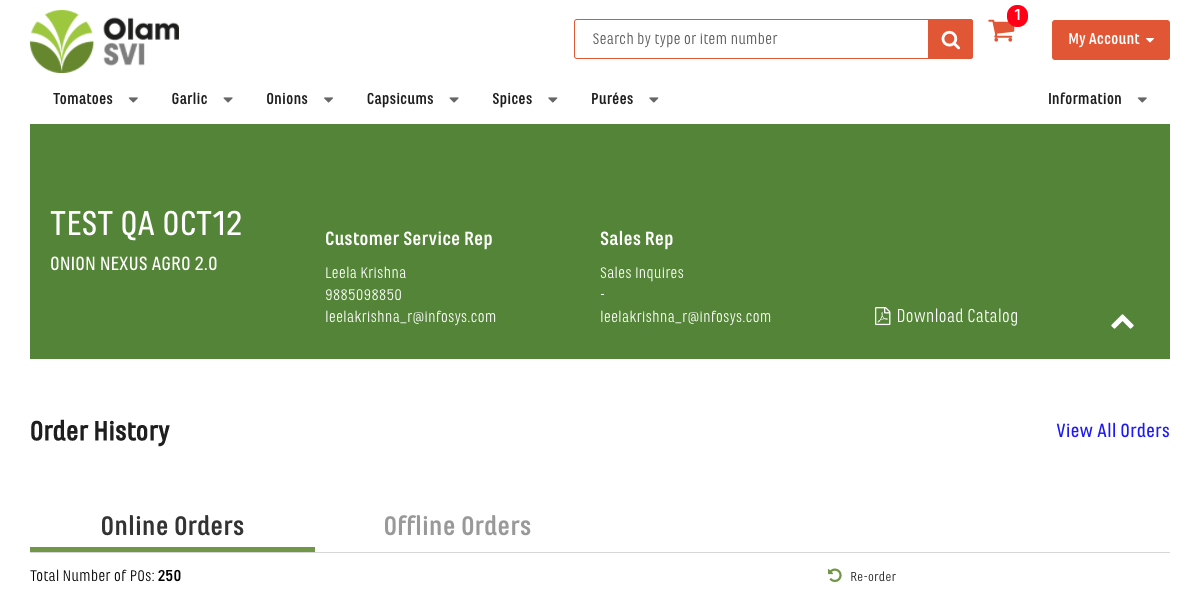 Olam
SVI
Search by type or item number
1
My Account
Tomatoes
Garlic
Onions
Capsicums
Spices
Purées
Information
TEST QA OCT12
ONION NEXUS AGRO 2.0
Customer Service Rep
Leela Krishna
9885098850
leelakrishna_r@infosys.com
Sales Rep
Sales Inquires
-
leelakrishna_r@infosys.com
Download Catalog
Order History
View All Orders
Online Orders
Offline Orders
Total Number of POs: 250
Re-order